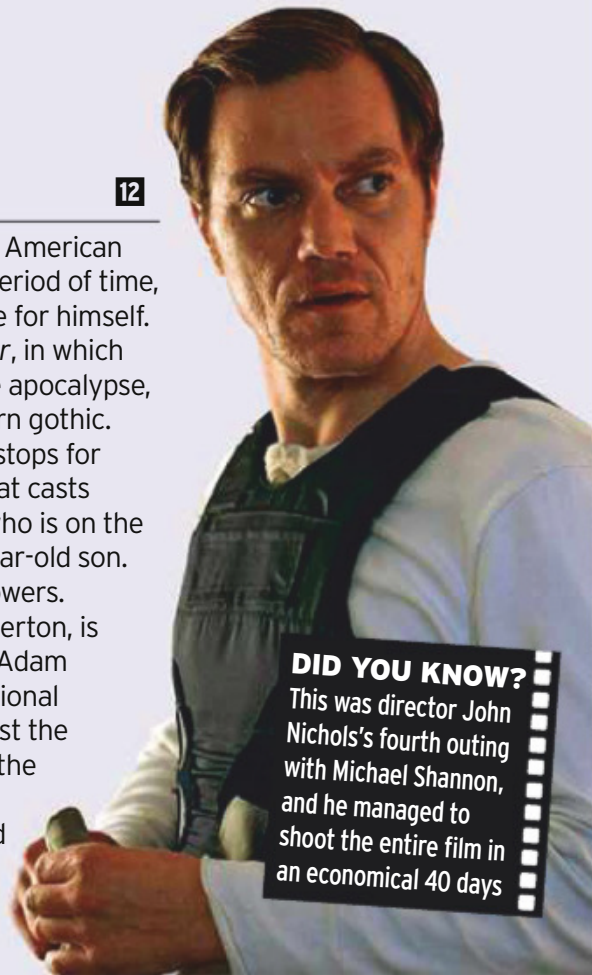 12
American
eriod of time,
e for himself.
r, in which
e apocalypse,
rn gothic.
stops for
at casts
ho is on the
ar-old son.
wers.
erton, is
Adam
ional
st the
the
d
DID YOU KNOW?
This was director John
Nichols's fourth outing
with Michael Shannon,
and he managed to
shoot the entire film in
an economical 40 days